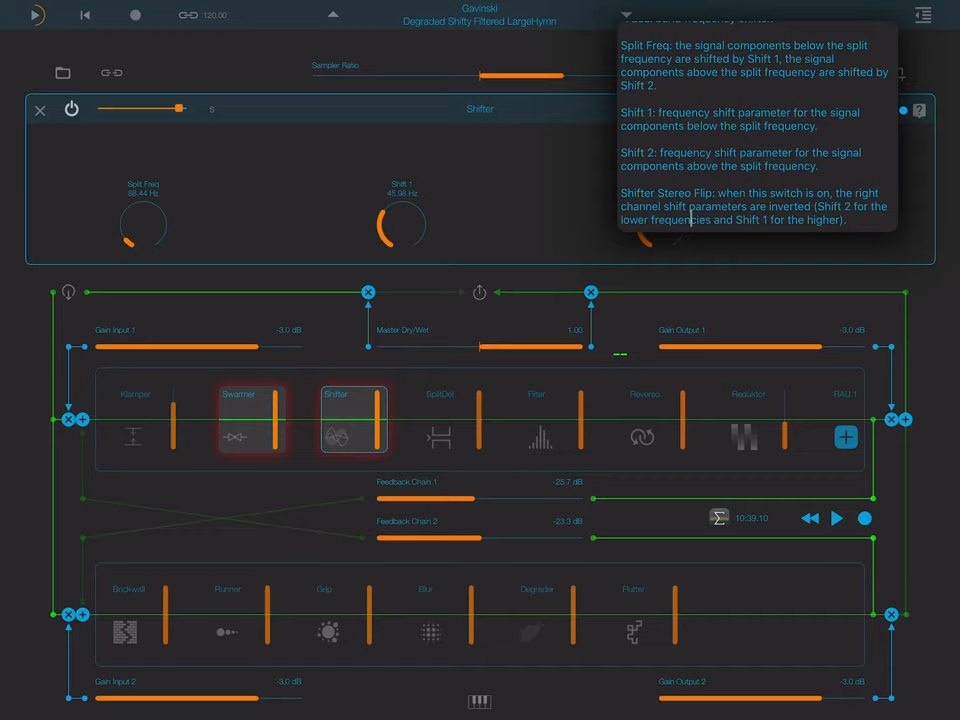 120.00
Gavinski
Degraded Shifty Filtered LargeHymn
Sampler Ratio
S
Shifter
Split Freq: the signal components below the split
frequency are shifted by Shift 1, the signal
components above the split frequency are shifted by
Shift 2.
Shift 1: frequency shift parameter for the signal
components below the split frequency.
Shift 2: frequency shift parameter for the signal
components above the split frequency.
Shifter Stereo Flip: when this switch is on, the right
channel shift parameters are inverted (Shift 2 for the
lower frequencies and Shift 1 for the higher).
?
Split Freq
88.44 Hz
Shift 1
45.96 Hz
Gain Input 1 -3.0 dB
Master Dry/Wet 1.00
Gain Output 1 -3.0 dB
Klamper
Swarmer
Shifter
SplitDel
Filter
Reverso
Reduktor
RAU 1
Feedback Chain 1 -25.7 dB
Feedback Chain 2 -23.3 dB
Σ 10:39.10
Brickwall
Runner
Grip
Blur
Degrader
Flutter
Gain Input 2 -3.0 dB
Gain Output 2 -3.0 dB